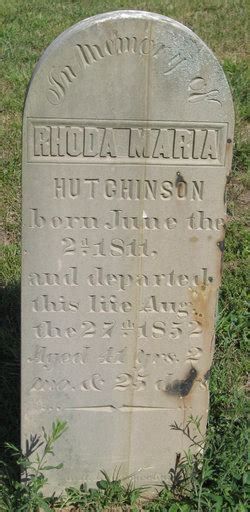 In Memory of
RHODA MARIA
HUTCHINSON
born June the
2d 1811.
and departed
this life Aug.
the 27th 1852
Aged 41 yrs. 2
mo. & 25 days